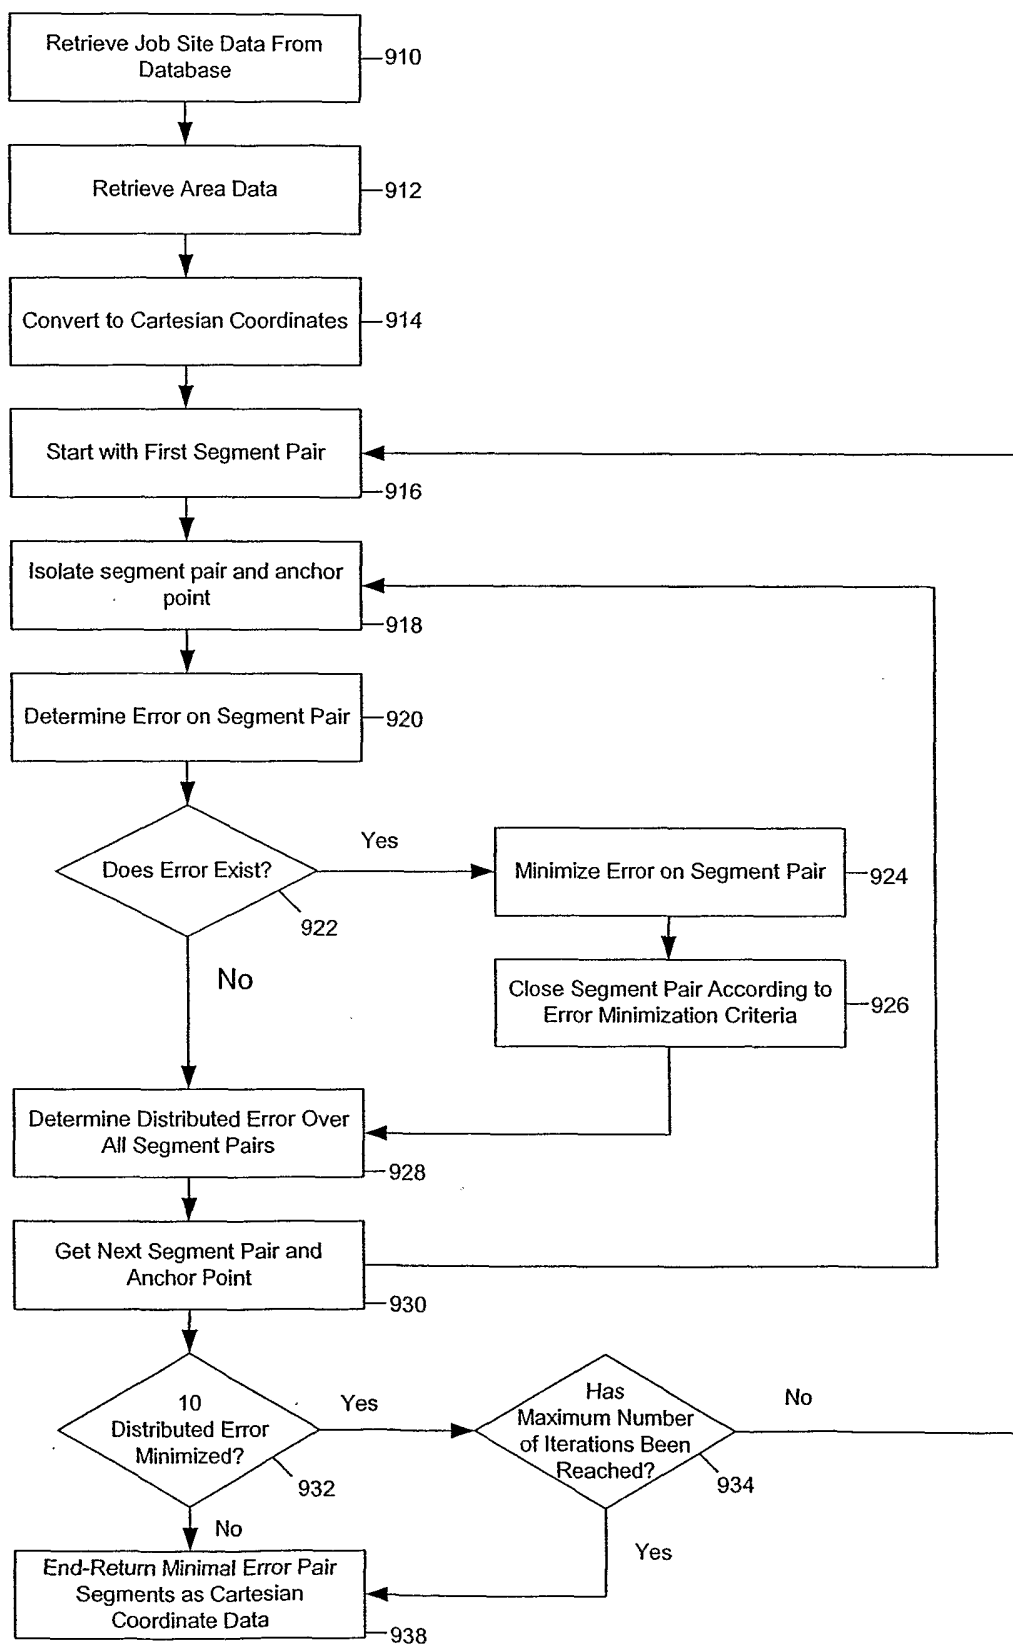 Retrieve Job Site Data From
Database
910
Retrieve Area Data
912
Convert to Cartesian Coordinates
914
Start with First Segment Pair
916
Isolate segment pair and anchor
point
918
Determine Error on Segment Pair
920
Does Error Exist?
922
Yes
No
Minimize Error on Segment Pair
924
Close Segment Pair According to
Error Minimization Criteria
926
Determine Distributed Error Over
All Segment Pairs
928
Get Next Segment Pair and
Anchor Point
930
10
Distributed Error
Minimized?
932
Yes
No
Has
Maximum Number
of Iterations Been
Reached?
934
No
Yes
End-Return Minimal Error Pair
Segments as Cartesian
Coordinate Data
938